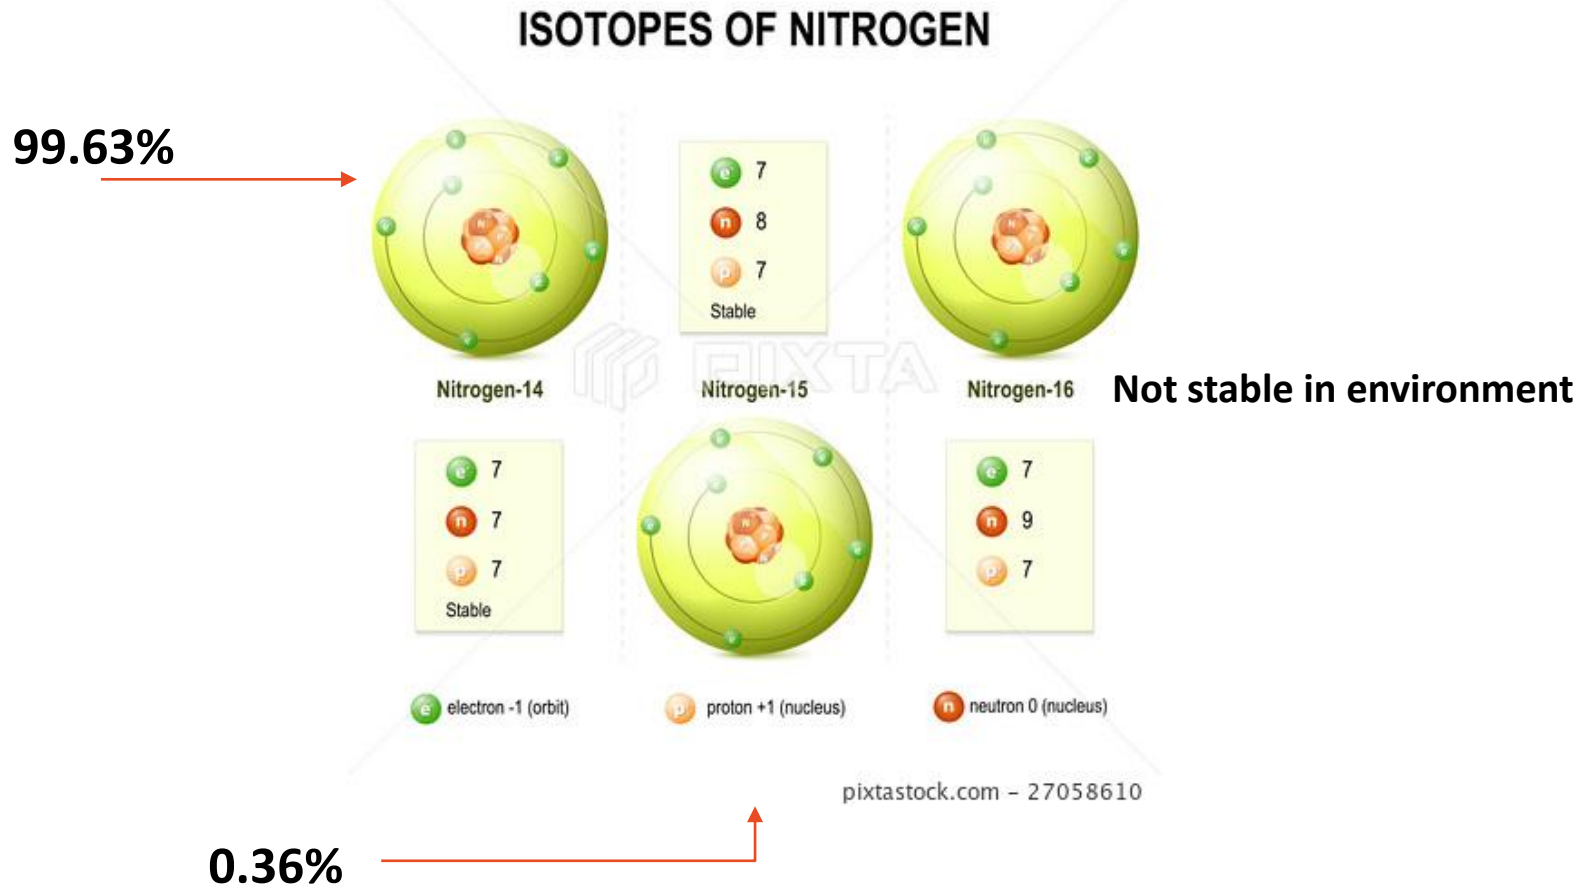 ISOTOPES OF NITROGEN
99.63%
e 7
n 8
p 7
Stable
PIXTA
Nitrogen-14
Nitrogen-15
Nitrogen-16
Not stable in environment
e 7
n 7
p 7
Stable
e 7
n 9
p 7
electron -1 (orbit)
proton +1 (nucleus)
neutron 0 (nucleus)
pixtastock.com - 27058610
0.36%